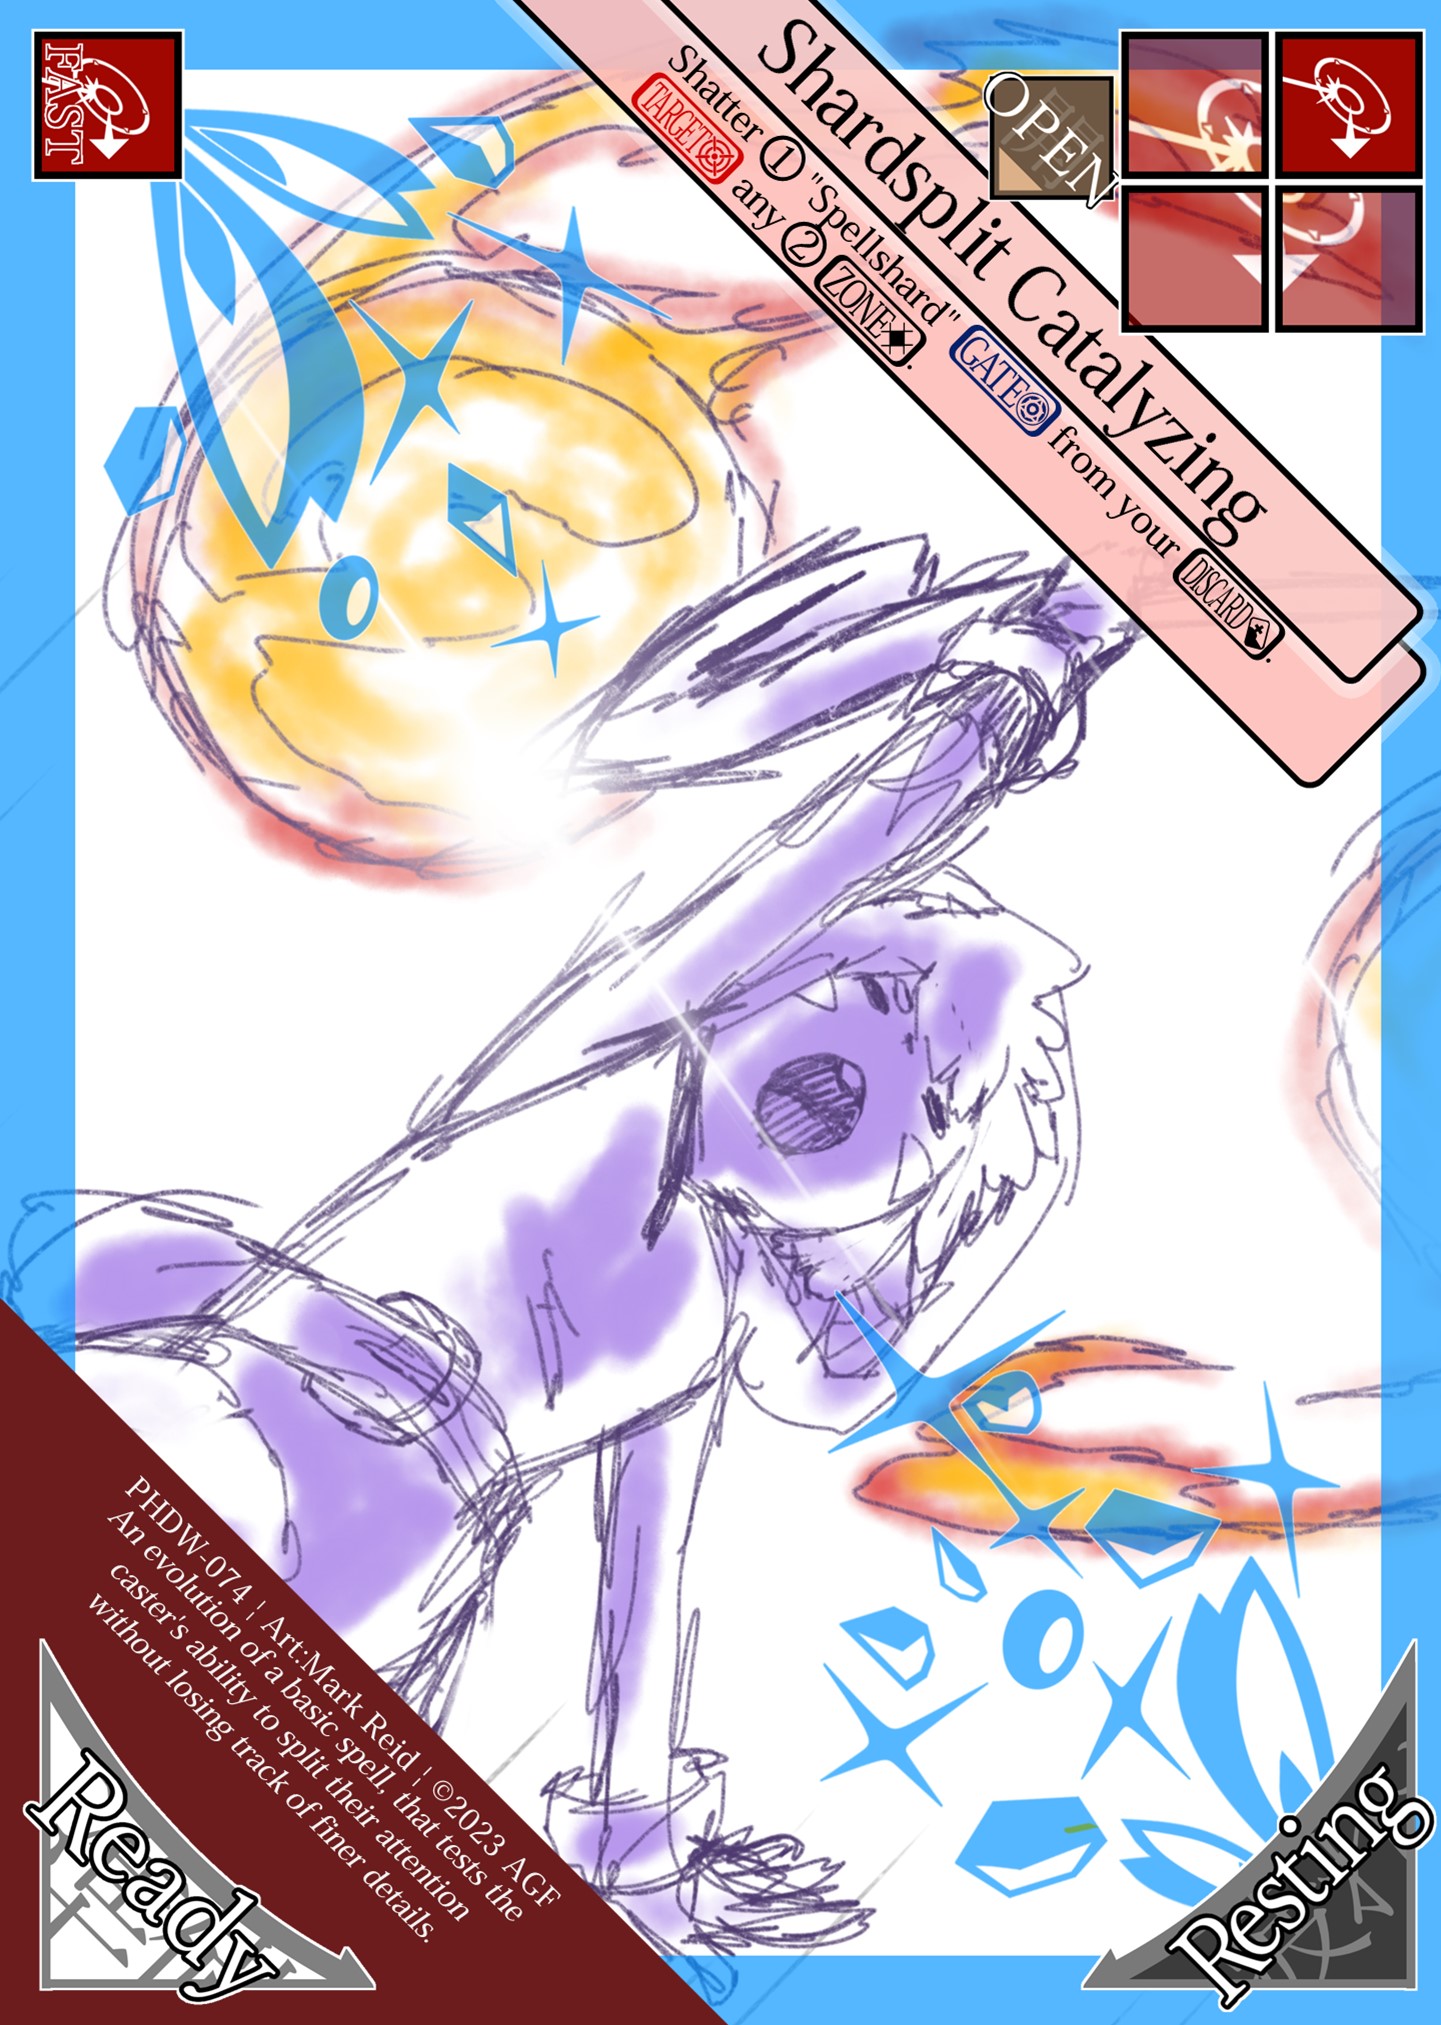 FAST
Shardsplit Catalyzing
OPEN
Shatter ① "Spellshard" GATE from your DISCARD.
TARGET any ② ZONE.
PHDW-074 ¦ Art:Mark Reid ¦ ©2023 AGF
An evolution of a basic spell, that tests the
caster's ability to split their attention
without losing track of finer details.
Ready
Resting